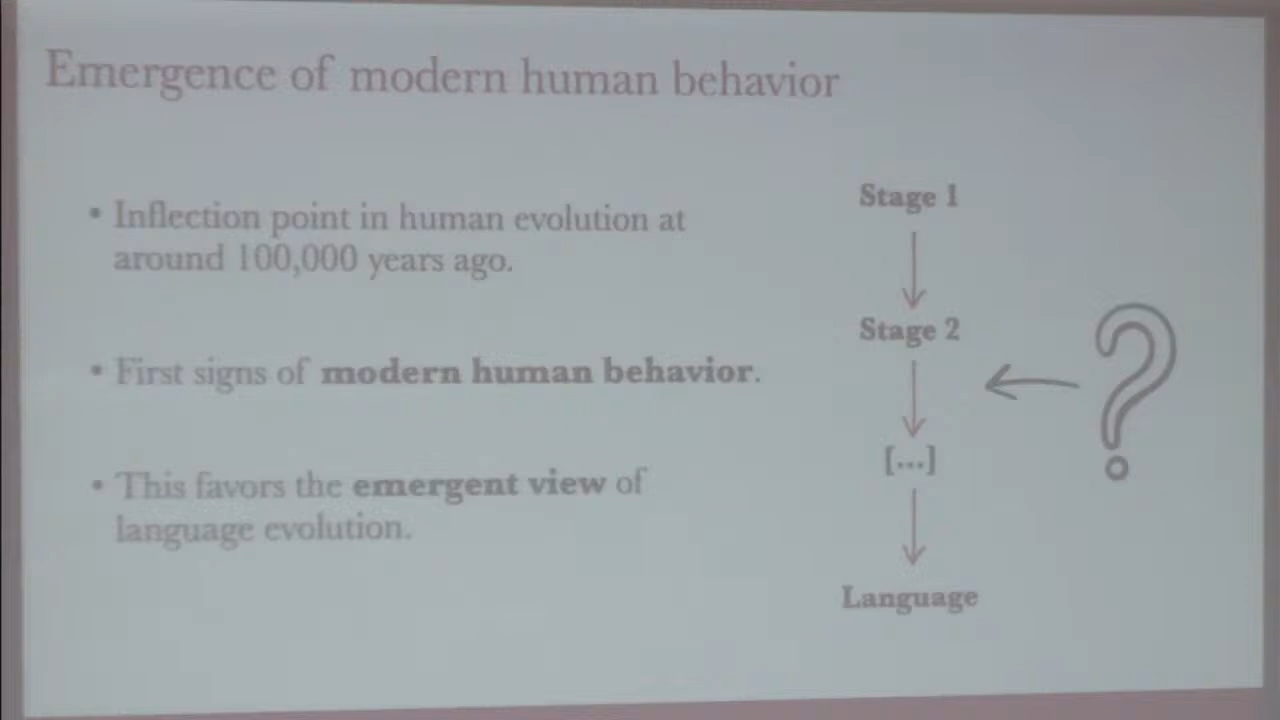 Emergence of modern human behavior
• Inflection point in human evolution at
around 100,000 years ago.
• First signs of modern human behavior.
• This favors the emergent view of
language evolution.
Stage 1
Stage 2
[...]
Language
?